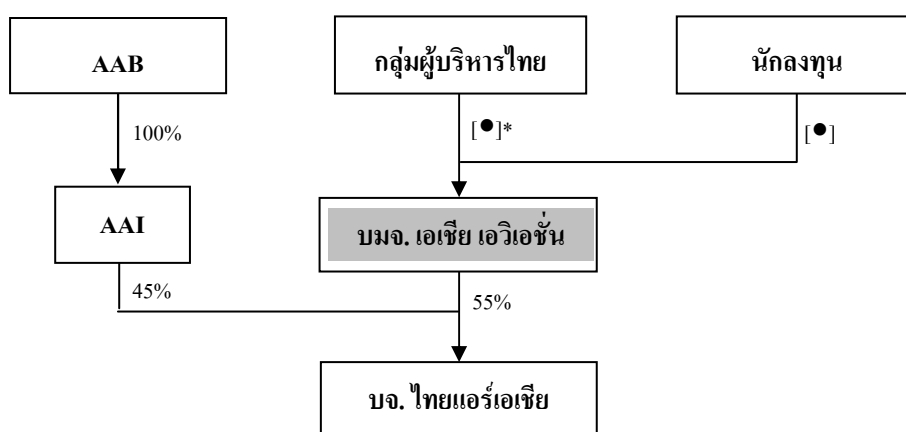 AAB
กลุ่มผู้บริหารไทย
นักลงทุน
100%
[●]*
[●]
AAI
บมจ. เอเชีย เอวิเอชั่น
45%
55%
บจ. ไทยแอร์เอเชีย